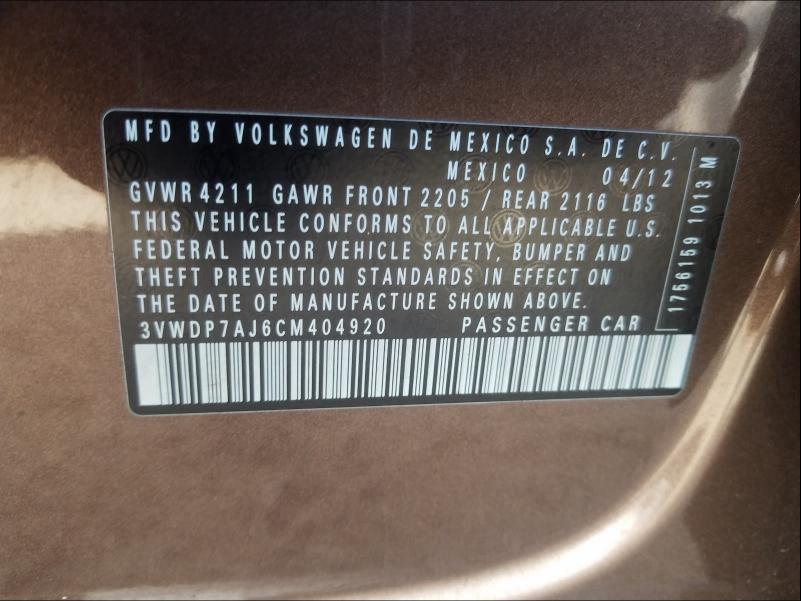 MFD BY VOLKSWAGEN DE MEXICO S.A. DE C.V.
MEXICO 04/12
GVWR 4211 GAWR FRONT 2205 / REAR 2116 LBS
THIS VEHICLE CONFORMS TO ALL APPLICABLE U.S.
FEDERAL MOTOR VEHICLE SAFETY, BUMPER AND
THEFT PREVENTION STANDARDS IN EFFECT ON
THE DATE OF MANUFACTURE SHOWN ABOVE.
3VWDP7AJ6CM404920 PASSENGER CAR
1756159 1013 M